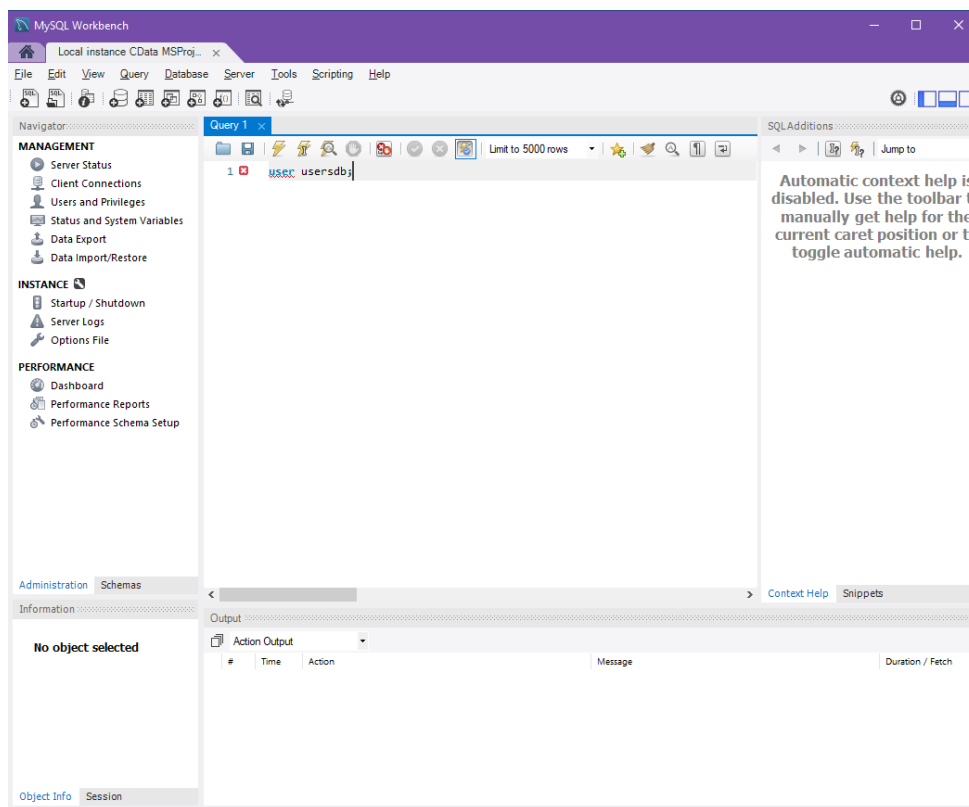 MySQL Workbench
Local instance CData MSProj...
File Edit View Query Database Server Tools Scripting Help
Navigator
MANAGEMENT
Server Status
Client Connections
Users and Privileges
Status and System Variables
Data Export
Data Import/Restore
INSTANCE
Startup / Shutdown
Server Logs
Options File
PERFORMANCE
Dashboard
Performance Reports
Performance Schema Setup
Administration Schemas
Information
No object selected
Object Info Session
Query 1
Limit to 5000 rows
1 user usersdb;
Output
Action Output
# Time Action Message Duration / Fetch
SQLAdditions
Jump to
Automatic context help is
disabled. Use the toolbar t
manually get help for the
current caret position or t
toggle automatic help.
Context Help Snippets